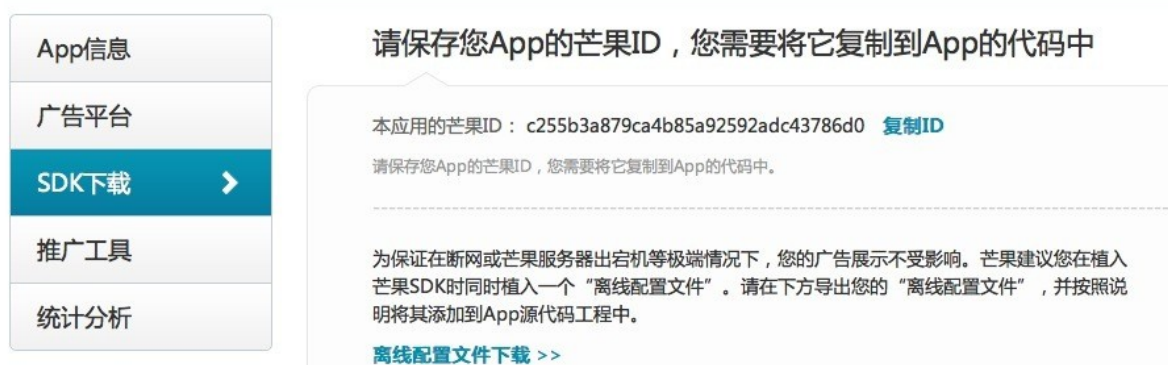 App信息
广告平台
SDK下载
推广工具
统计分析
请保存您App的芒果ID，您需要将它复制到App的代码中
本应用的芒果ID： c255b3a879ca4b85a92592adc43786d0 复制ID
请保存您App的芒果ID，您需要将它复制到App的代码中。
为保证在断网或芒果服务器出宕机等极端情况下，您的广告展示不受影响。芒果建议您在植入
芒果SDK时同时植入一个“离线配置文件”。请在下方导出您的“离线配置文件”，并按照说
明将其添加到App源代码工程中。
离线配置文件下载 >>